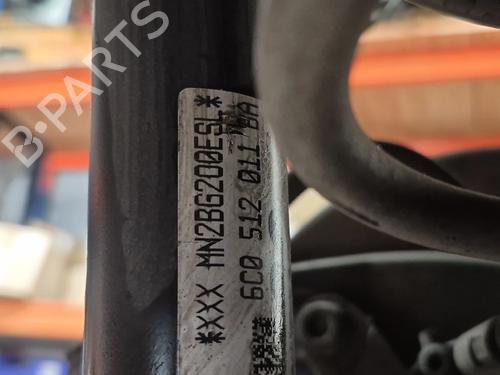 *XXX MN2BG200ESL*
6C0 512 011 BA
B-PARTS